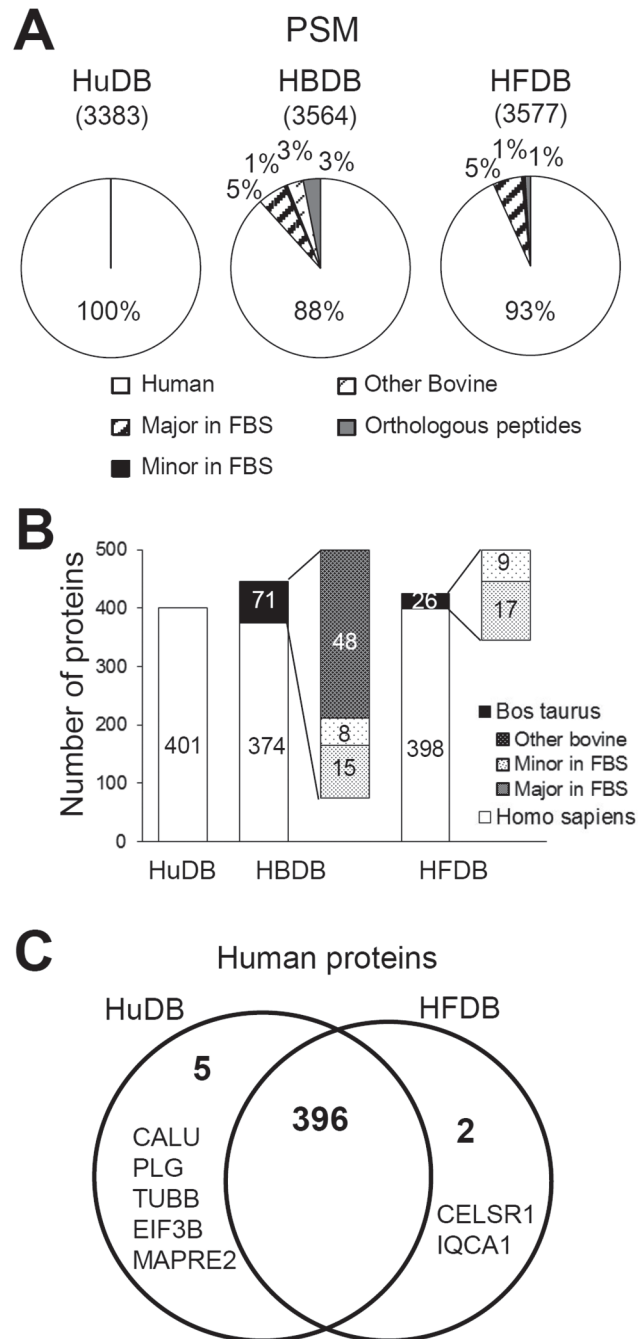 A
PSM
HuDB HBDB HFDB
(3383) (3564) (3577)
5% 1% 3% 3% 5% 1% 1%
100% 88% 93%
Human Other Bovine
Major in FBS Orthologous peptides
Minor in FBS
B
Number of proteins
500
400
300
200
100
0
401
71
374
48
8
15
26
398
9
17
Bos taurus
Other bovine
Minor in FBS
Major in FBS
Homo sapiens
HuDB HBDB HFDB
C
Human proteins
HuDB HFDB
5
396
2
CALU
PLG
TUBB
EIF3B
MAPRE2
CELSR1
IQCA1